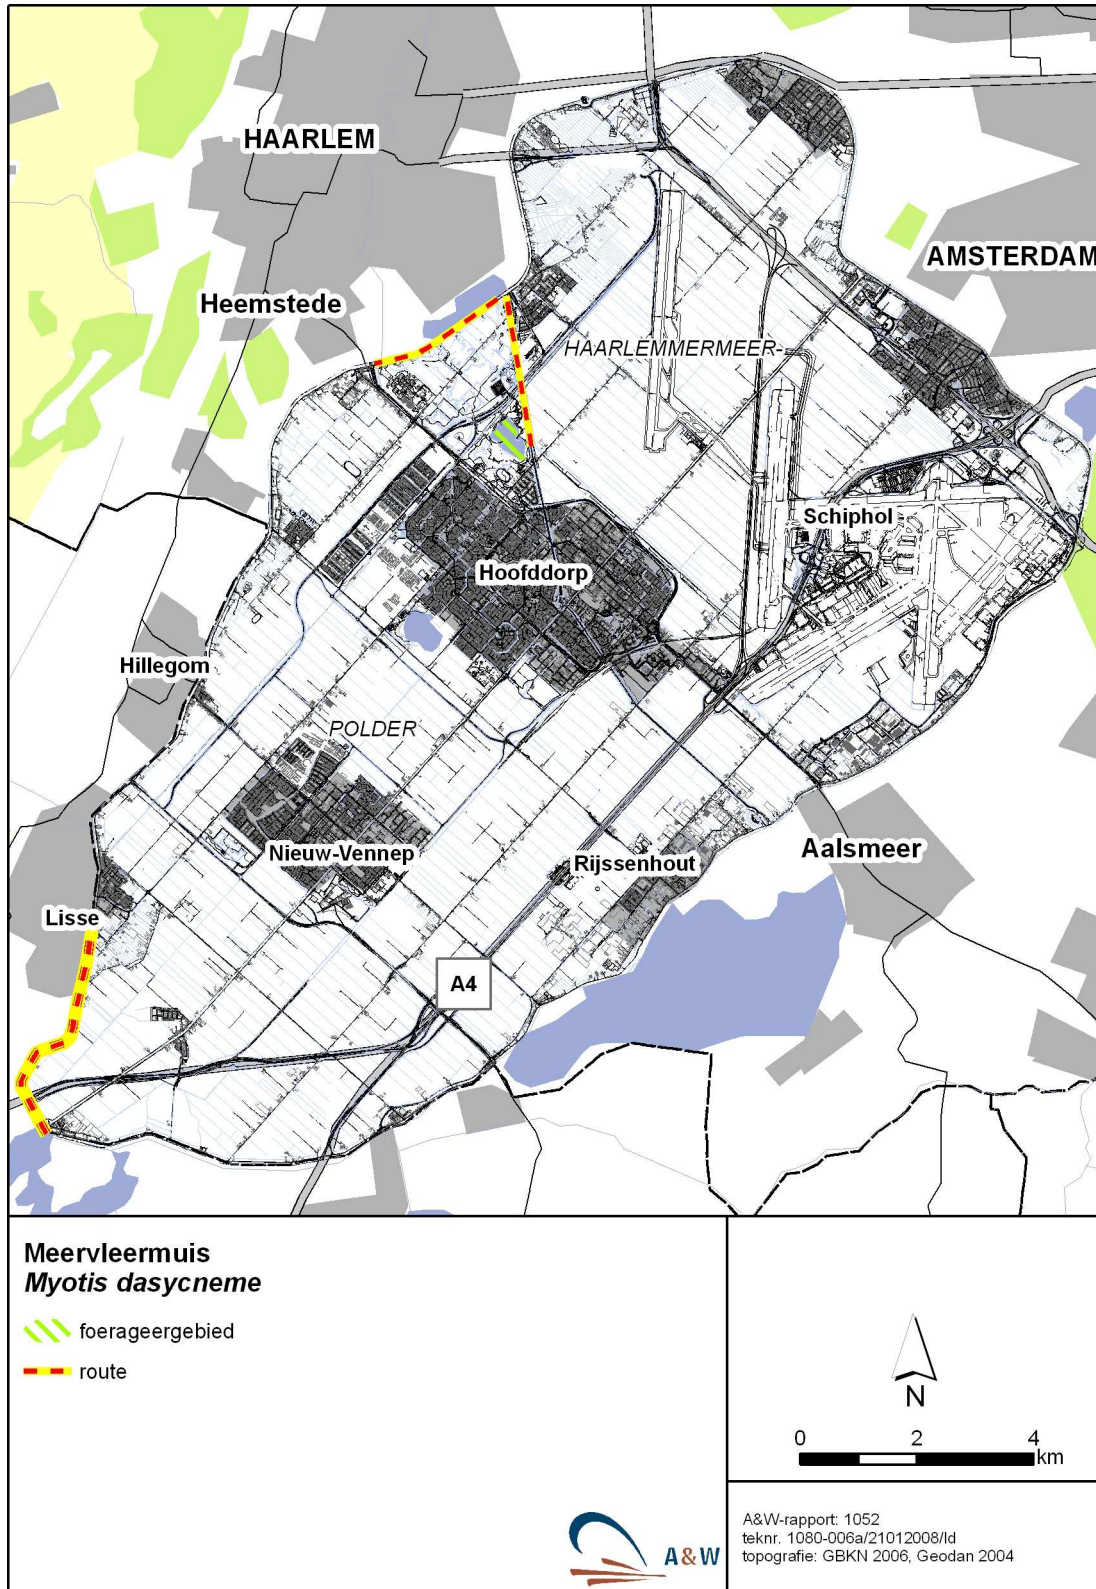 HAARLEM
AMSTERDAM
Heemstede
HAARLEMMERMEER-
Schiphol
Hoofddorp
Hillegom
POLDER
Nieuw-Vennep
Rijssenhout
Aalsmeer
Lisse
A4
Meervleermuis
Myotis dasycneme
foerageergebied
route
N
0 2 4
km
A&W
A&W-rapport: 1052
teknr. 1080-006a/21012008/ld
topografie: GBKN 2006, Geodan 2004